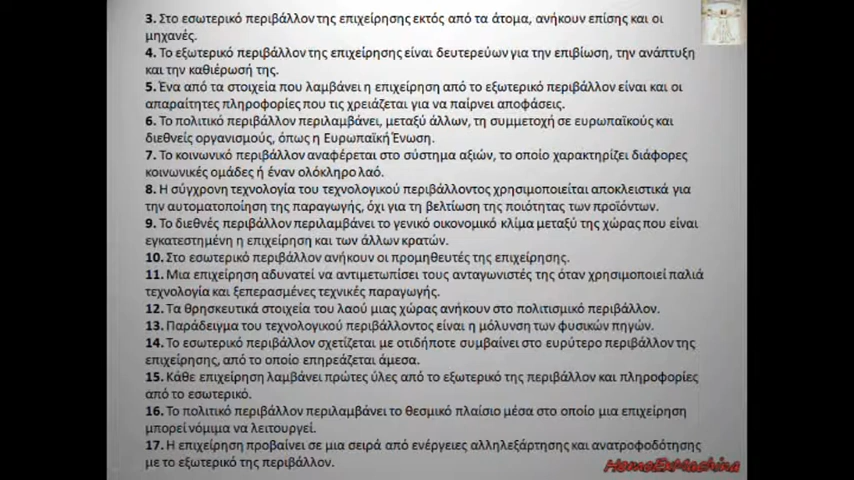 3. Στο εσωτερικό περιβάλλον της επιχείρησης εκτός από τα άτομα, ανήκουν επίσης και οι
μηχανές.
4. Το εξωτερικό περιβάλλον της επιχείρησης είναι δευτερεύων για την επιβίωση, την ανάπτυξη
και την καθιέρωσή της.
5. Ένα από τα στοιχεία που λαμβάνει η επιχείρηση από το εξωτερικό περιβάλλον είναι και οι
απαραίτητες πληροφορίες που τις χρειάζεται για να παίρνει αποφάσεις.
6. Το πολιτικό περιβάλλον περιλαμβάνει, μεταξύ άλλων, τη συμμετοχή σε ευρωπαϊκούς και
διεθνείς οργανισμούς, όπως η Ευρωπαϊκή Ένωση.
7. Το κοινωνικό περιβάλλον αναφέρεται στο σύστημα αξιών, το οποίο χαρακτηρίζει διάφορες
κοινωνικές ομάδες ή έναν ολόκληρο λαό.
8. Η σύγχρονη τεχνολογία του τεχνολογικού περιβάλλοντος χρησιμοποιείται αποκλειστικά για
την αυτοματοποίηση της παραγωγής, όχι για τη βελτίωση της ποιότητας των προϊόντων.
9. Το διεθνές περιβάλλον περιλαμβάνει το γενικό οικονομικό κλίμα μεταξύ της χώρας που είναι
εγκατεστημένη η επιχείρηση και των άλλων κρατών.
10. Στο εσωτερικό περιβάλλον ανήκουν οι προμηθευτές της επιχείρησης.
11. Μια επιχείρηση αδυνατεί να αντιμετωπίσει τους ανταγωνιστές της όταν χρησιμοποιεί παλιά
τεχνολογία και ξεπερασμένες τεχνικές παραγωγής.
12. Τα θρησκευτικά στοιχεία του λαού μιας χώρας ανήκουν στο πολιτισμικό περιβάλλον.
13. Παράδειγμα του τεχνολογικού περιβάλλοντος είναι η μόλυνση των φυσικών πηγών.
14. Το εσωτερικό περιβάλλον σχετίζεται με οτιδήποτε συμβαίνει στο ευρύτερο περιβάλλον της
επιχείρησης, από το οποίο επηρεάζεται άμεσα.
15. Κάθε επιχείρηση λαμβάνει πρώτες ύλες από το εξωτερικό της περιβάλλον και πληροφορίες
από το εσωτερικό.
16. Το πολιτικό περιβάλλον περιλαμβάνει το θεσμικό πλαίσιο μέσα στο οποίο μια επιχείρηση
μπορεί νόμιμα να λειτουργεί.
17. Η επιχείρηση προβαίνει σε μια σειρά από ενέργειες αλληλεξάρτησης και ανατροφοδότησης
με το εξωτερικό της περιβάλλον.
HomoExMachina